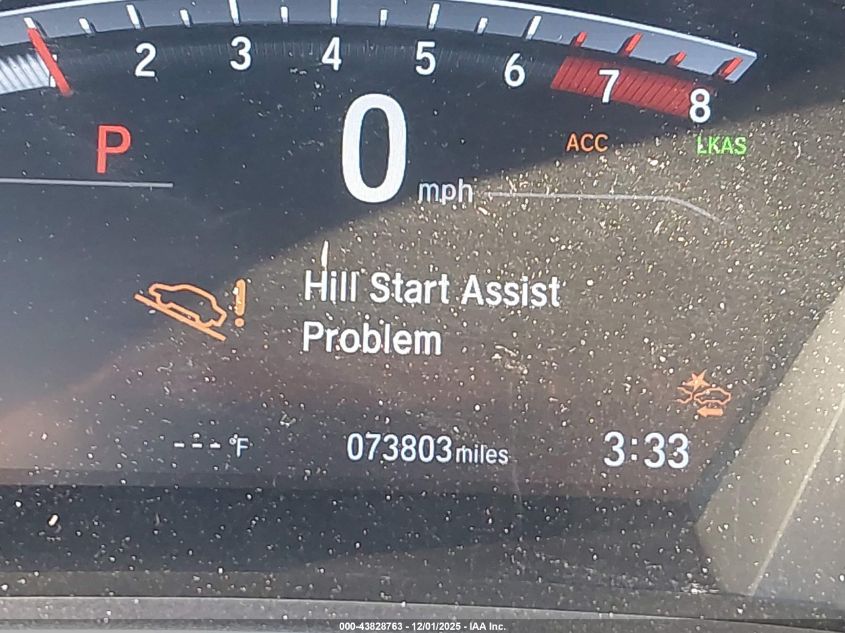 2 3 4 5 6 7 8
P 0 mph ACC LKAS
Hill Start Assist
Problem
---°F 073803 miles 3:33
000-43828763 - 12/01/2025 - IAA Inc.